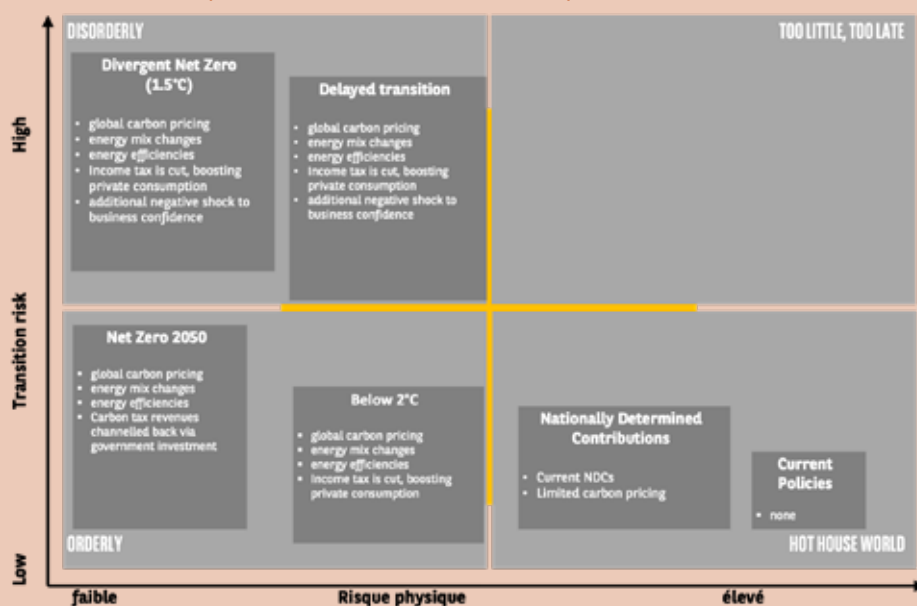 DISORDERLY
TOO LITTLE, TOO LATE
Divergent Net Zero
(1.5°C)
• global carbon pricing
• energy mix changes
• energy efficiencies
• Income tax is cut, boosting
private consumption
• additional negative shock to
business confidence
Delayed transition
• global carbon pricing
• energy mix changes
• energy efficiencies
• Income tax is cut, boosting
private consumption
• additional negative shock to
business confidence
High
Transition risk
Low
Net Zero 2050
• global carbon pricing
• energy mix changes
• energy efficiencies
• Carbon tax revenues
channelled back via
government investment
Below 2°C
• global carbon pricing
• energy mix changes
• energy efficiencies
• Income tax is cut, boosting
private consumption
Nationally Determined
Contributions
• Current NDCs
• Limited carbon pricing
Current
Policies
• none
ORDERLY
HOT HOUSE WORLD
faible
Risque physique
élevé